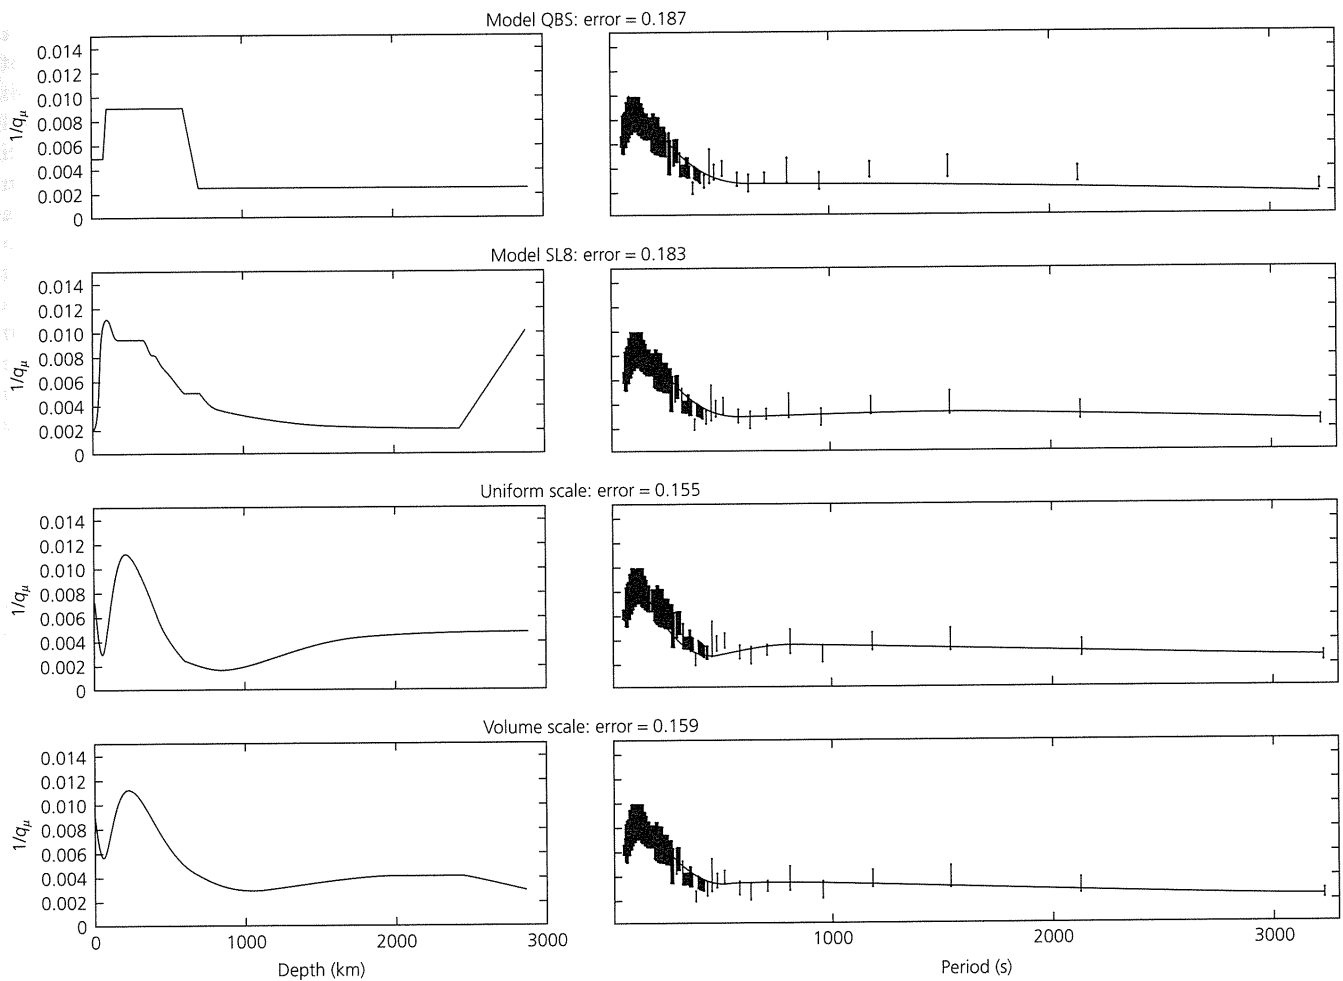 Model QBS: error = 0.187
0.014
0.012
0.010
0.008
0.006
0.004
0.002
0
1/qμ
Model SL8: error = 0.183
0.014
0.012
0.010
0.008
0.006
0.004
0.002
0
1/qμ
Uniform scale: error = 0.155
0.014
0.012
0.010
0.008
0.006
0.004
0.002
0
1/qμ
Volume scale: error = 0.159
0.014
0.012
0.010
0.008
0.006
0.004
0.002
0
1/qμ
0 1000 2000 3000
Depth (km)
1000 2000 3000
Period (s)